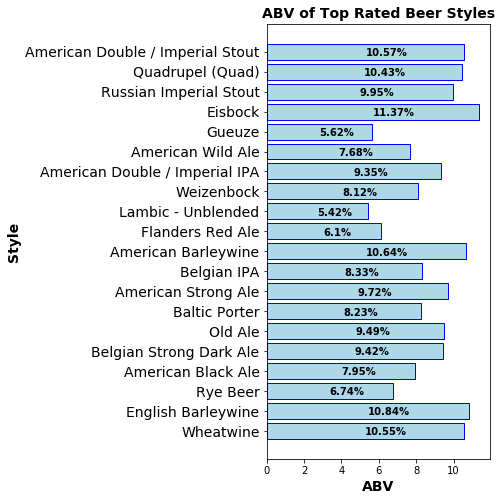 ABV of Top Rated Beer Styles
American Double / Imperial Stout 10.57%
Quadrupel (Quad) 10.43%
Russian Imperial Stout 9.95%
Eisbock 11.37%
Gueuze 5.62%
American Wild Ale 7.68%
American Double / Imperial IPA 9.35%
Weizenbock 8.12%
Lambic - Unblended 5.42%
Flanders Red Ale 6.1%
American Barleywine 10.64%
Belgian IPA 8.33%
American Strong Ale 9.72%
Baltic Porter 8.23%
Old Ale 9.49%
Belgian Strong Dark Ale 9.42%
American Black Ale 7.95%
Rye Beer 6.74%
English Barleywine 10.84%
Wheatwine 10.55%
Style
0 2 4 6 8 10
ABV